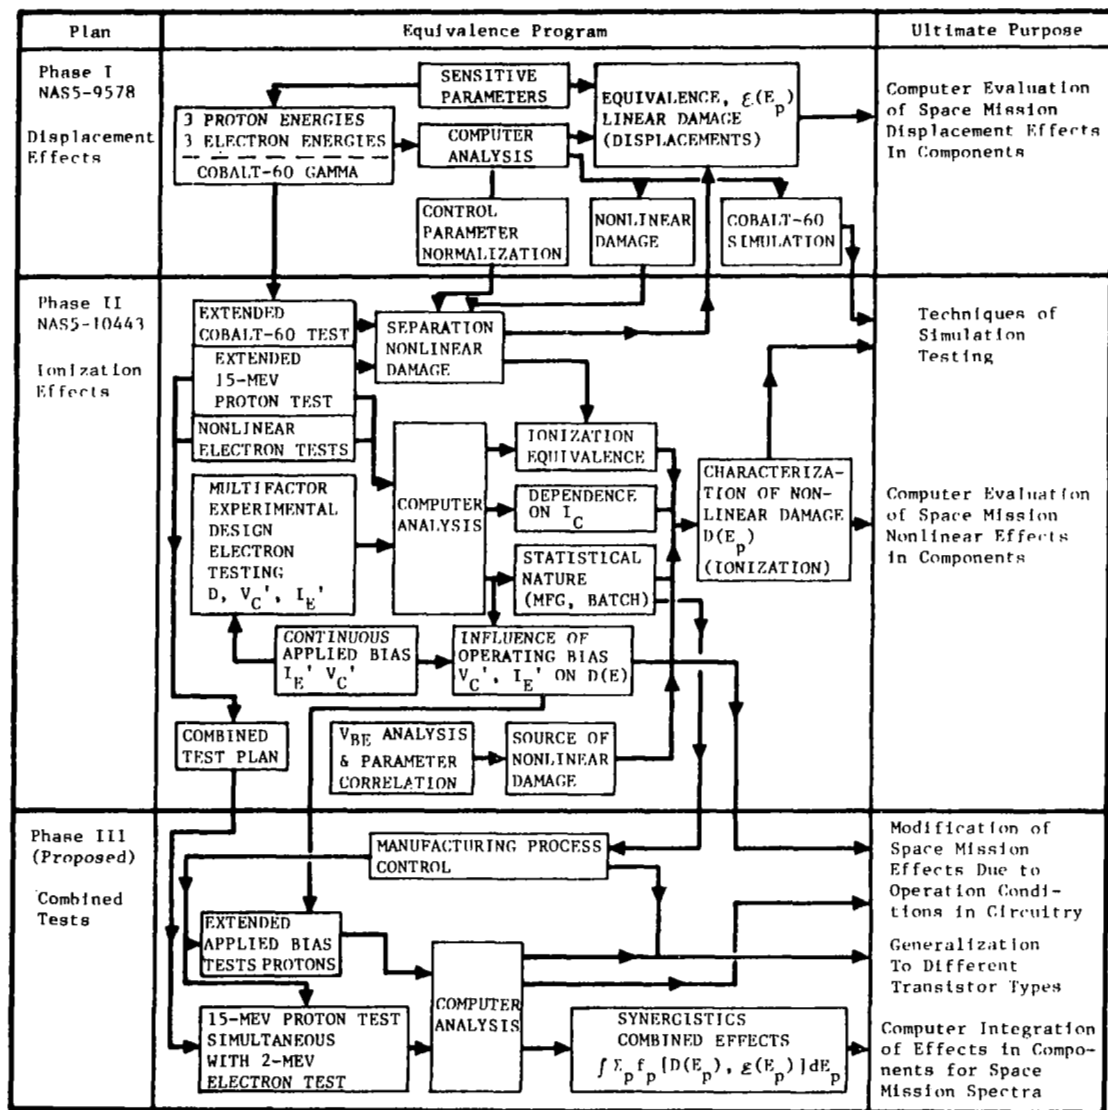 Plan
Equivalence Program
Ultimate Purpose
Phase I
NAS5-9578
Displacement
Effects
SENSITIVE
PARAMETERS
3 PROTON ENERGIES
3 ELECTRON ENERGIES
COBALT-60 GAMMA
COMPUTER
ANALYSIS
EQUIVALENCE, ε(Ep)
LINEAR DAMAGE
(DISPLACEMENTS)
CONTROL
PARAMETER
NORMALIZATION
NONLINEAR
DAMAGE
COBALT-60
SIMULATION
Computer Evaluation
of Space Mission
Displacement Effects
In Components
Phase II
NAS5-10443
Ionization
Effects
EXTENDED
COBALT-60 TEST
EXTENDED
15-MEV
PROTON TEST
NONLINEAR
ELECTRON TESTS
SEPARATION
NONLINEAR
DAMAGE
MULTIFACTOR
EXPERIMENTAL
DESIGN
ELECTRON
TESTING
D, VC', IE'
COMPUTER
ANALYSIS
IONIZATION
EQUIVALENCE
DEPENDENCE
ON IC
STATISTICAL
NATURE
(MFG, BATCH)
CHARACTERIZA-
TION OF NON-
LINEAR DAMAGE
D(Ep)
(IONIZATION)
CONTINUOUS
APPLIED BIAS
IE' VC'
INFLUENCE OF
OPERATING BIAS
VC', IE' ON D(E)
COMBINED
TEST PLAN
VBE ANALYSIS
& PARAMETER
CORRELATION
SOURCE OF
NONLINEAR
DAMAGE
Techniques of
Simulation
Testing
Computer Evaluation
of Space Mission
Nonlinear Effects
in Components
Phase III
(Proposed)
Combined
Tests
MANUFACTURING PROCESS
CONTROL
EXTENDED
APPLIED BIAS
TESTS PROTONS
15-MEV PROTON TEST
SIMULTANEOUS
WITH 2-MEV
ELECTRON TEST
COMPUTER
ANALYSIS
SYNERGISTICS
COMBINED EFFECTS
∫ Σp fp [D(Ep), ε(Ep)]dEp
Modification of
Space Mission
Effects Due to
Operation Condi-
tions in Circuitry
Generalization
To Different
Transistor Types
Computer Integration
of Effects in Compo-
nents for Space
Mission Spectra